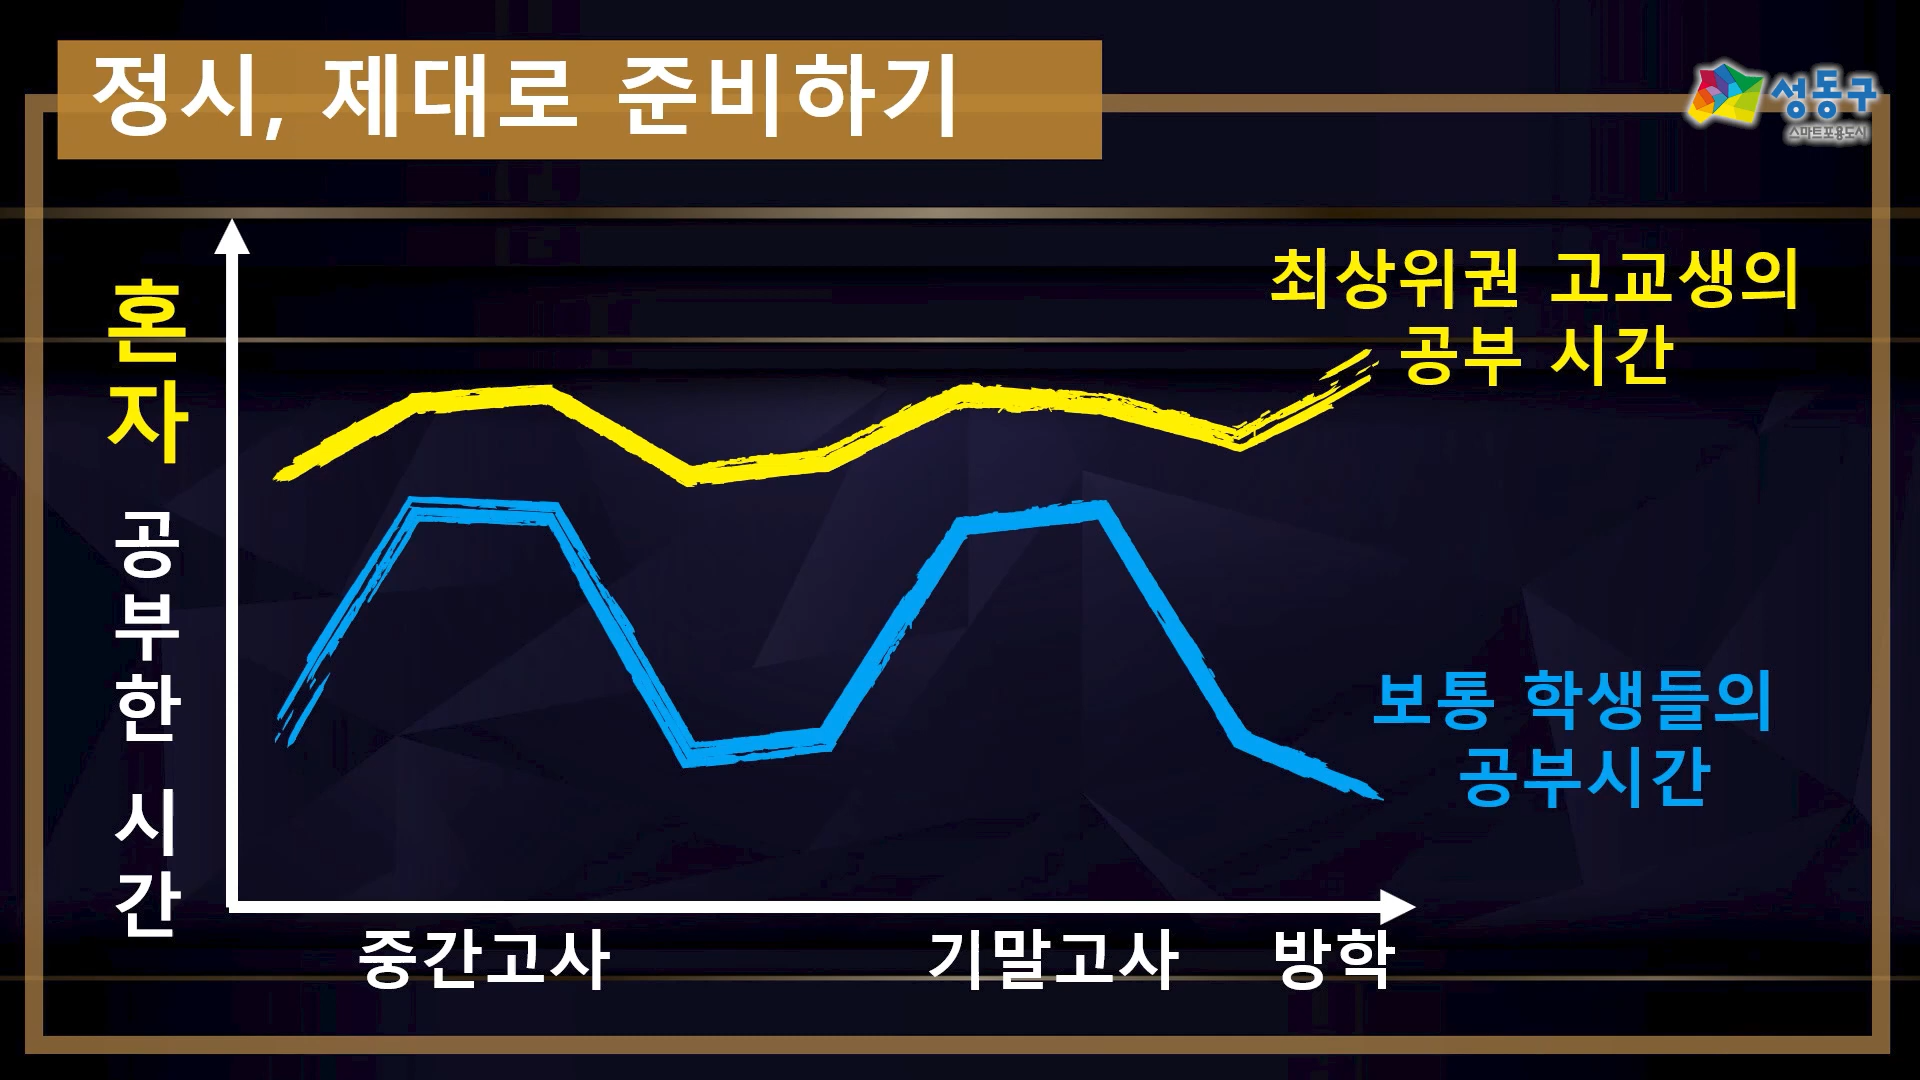 정시, 제대로 준비하기
성동구
스마트포용도시
혼자 공부한 시간
최상위권 고교생의
공부 시간
보통 학생들의
공부시간
중간고사 기말고사 방학